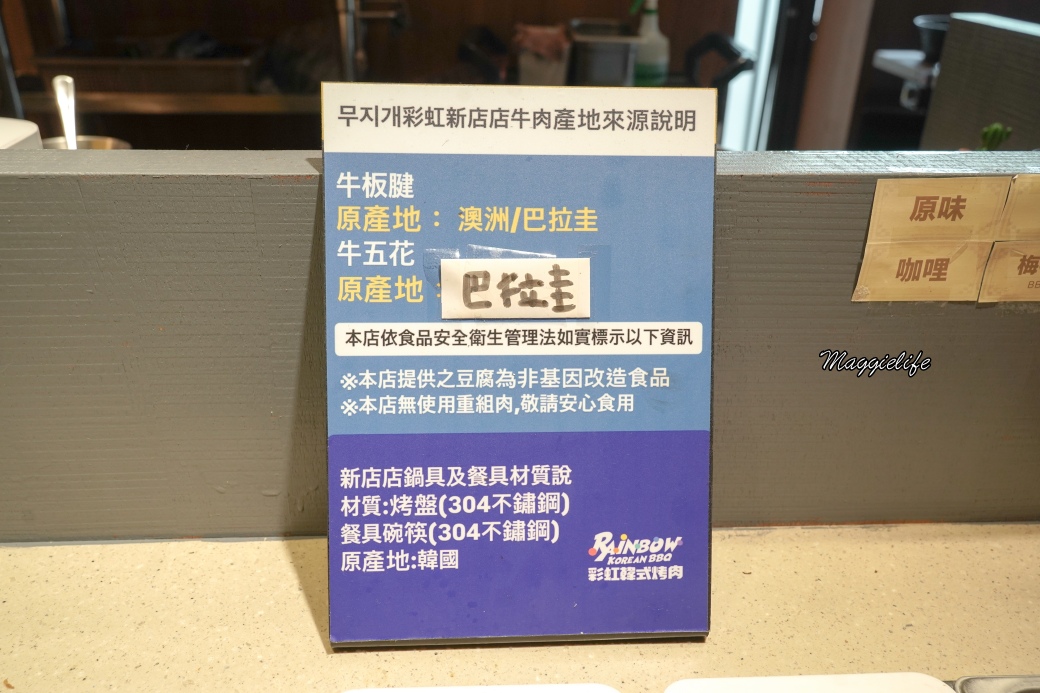 무지개彩虹新店店牛肉產地來源說明
牛板腱
原產地： 澳洲/巴拉圭
牛五花
原產地：巴拉圭
本店依食品安全衛生管理法如實標示以下資訊
※本店提供之豆腐為非基因改造食品
※本店無使用重組肉,敬請安心食用
新店店鍋具及餐具材質說
材質:烤盤(304不鏽鋼)
餐具碗筷(304不鏽鋼)
原產地:韓國
RAINBOW
KOREAN BBQ
彩虹韓式烤肉
原味
咖哩
梅
Maggielife